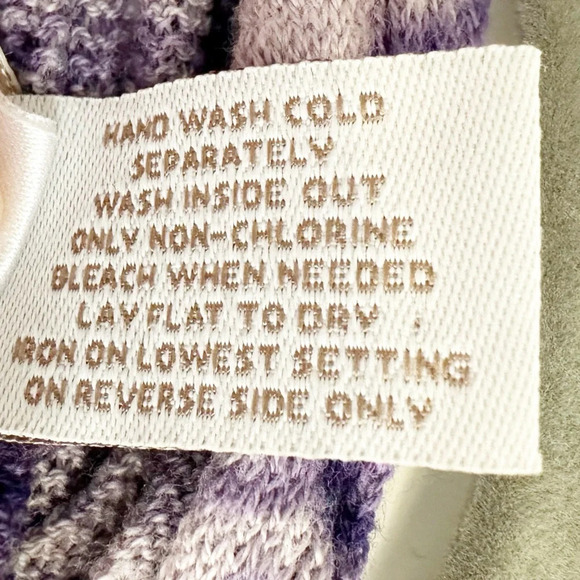 HAND WASH COLD
SEPARATELY
WASH INSIDE OUT
ONLY NON-CHLORINE
BLEACH WHEN NEEDED
LAY FLAT TO DRY
IRON ON LOWEST SETTING
ON REVERSE SIDE ONLY